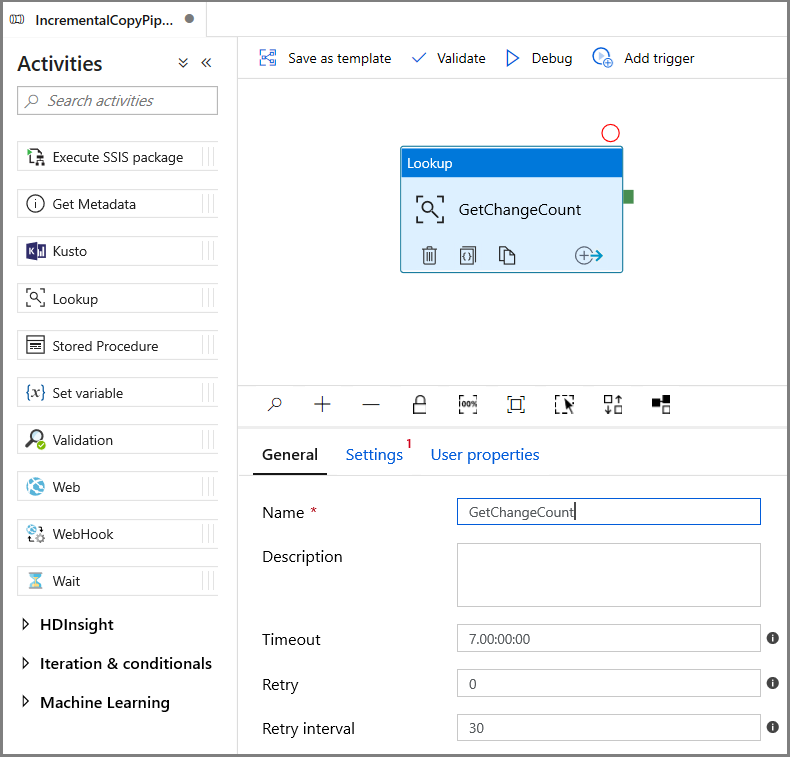 IncrementalCopyPip...
Activities
Search activities
Execute SSIS package
Get Metadata
Kusto
Lookup
Stored Procedure
{x} Set variable
Validation
Web
WebHook
Wait
HDInsight
Iteration & conditionals
Machine Learning
Save as template Validate Debug Add trigger
Lookup
GetChangeCount
100%
General Settings 1 User properties
Name * GetChangeCount
Description
Timeout 7.00:00:00
Retry 0
Retry interval 30